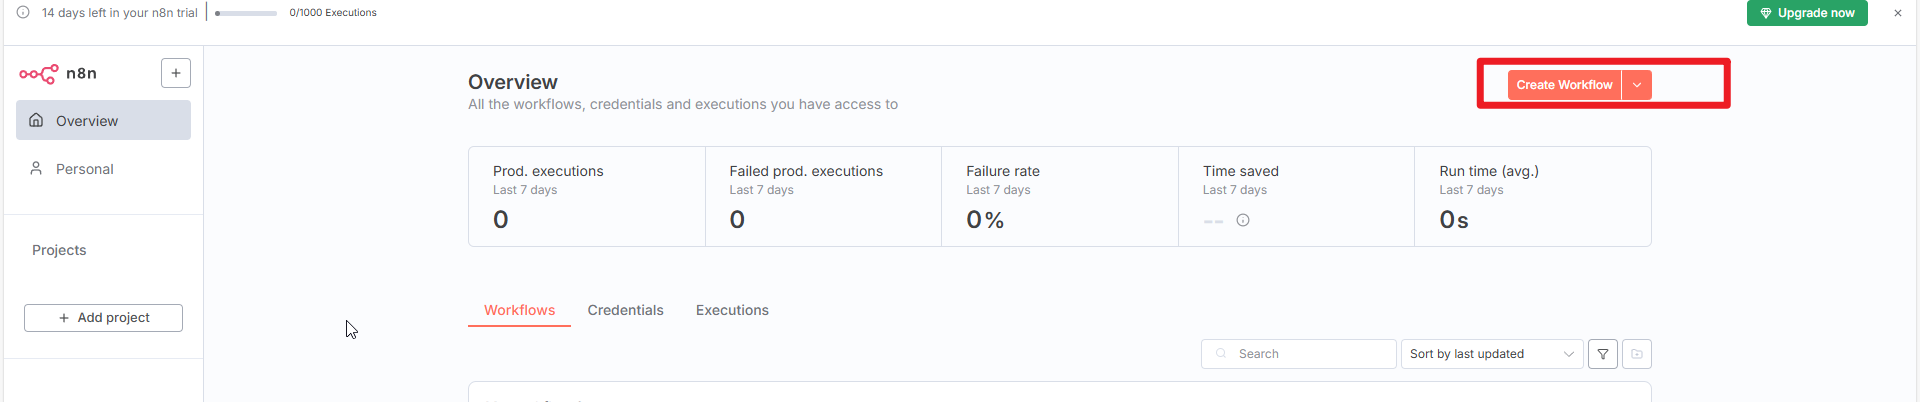 14 days left in your n8n trial
0/1000 Executions
Upgrade now
n8n
Overview
Personal
Projects
Add project
Overview
All the workflows, credentials and executions you have access to
Create Workflow
Prod. executions
Last 7 days
0
Failed prod. executions
Last 7 days
0
Failure rate
Last 7 days
0%
Time saved
Last 7 days
--
Run time (avg.)
Last 7 days
0s
Workflows
Credentials
Executions
Search
Sort by last updated